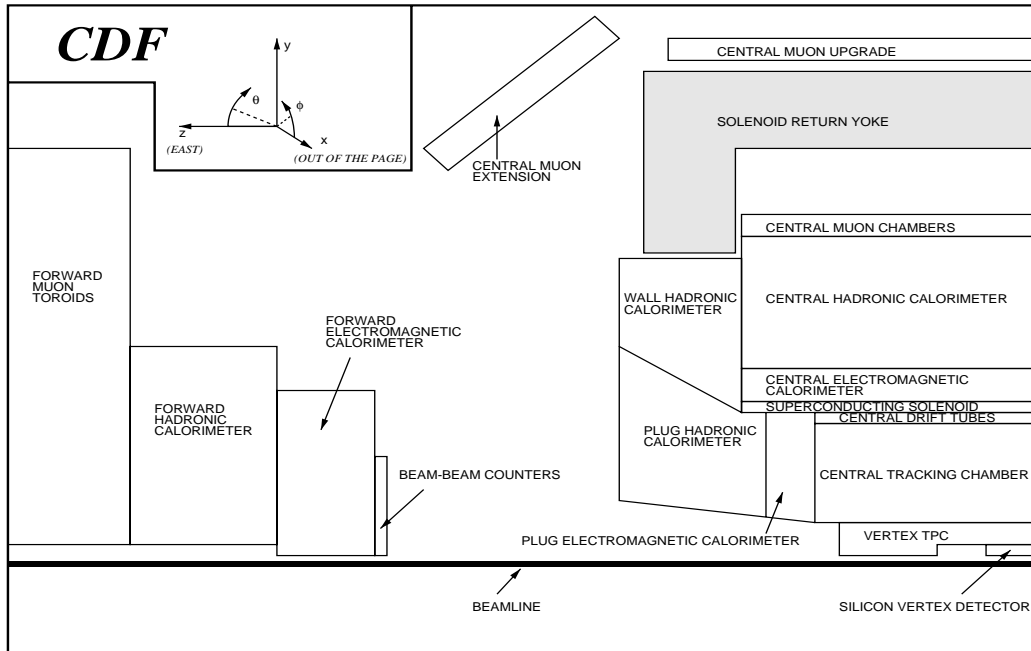 CDF
y
θ
ϕ
z
x
(EAST)
(OUT OF THE PAGE)
CENTRAL MUON UPGRADE
SOLENOID RETURN YOKE
CENTRAL MUON
EXTENSION
CENTRAL MUON CHAMBERS
FORWARD
MUON
TOROIDS
WALL HADRONIC
CALORIMETER
CENTRAL HADRONIC CALORIMETER
FORWARD
ELECTROMAGNETIC
CALORIMETER
CENTRAL ELECTROMAGNETIC
CALORIMETER
SUPERCONDUCTING SOLENOID
CENTRAL DRIFT TUBES
FORWARD
HADRONIC
CALORIMETER
PLUG HADRONIC
CALORIMETER
BEAM-BEAM COUNTERS
CENTRAL TRACKING CHAMBER
PLUG ELECTROMAGNETIC CALORIMETER
VERTEX TPC
BEAMLINE
SILICON VERTEX DETECTOR